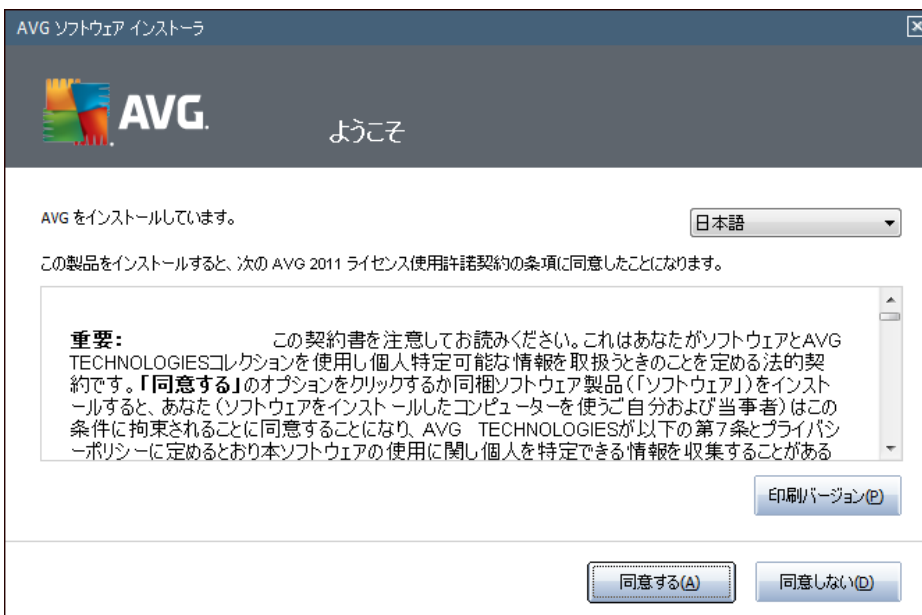 AVG ソフトウェア インストーラ
AVG.
ようこそ
AVG をインストールしています。
日本語
この製品をインストールすると、次の AVG 2011 ライセンス使用許諾契約の条項に同意したことになります。
重要: この契約書を注意してお読みください。これはあなたがソフトウェアとAVG
TECHNOLOGIESコレクションを使用し個人特定可能な情報を取扱うときのことを定める法的契
約です。「同意する」のオプションをクリックするか同梱ソフトウェア製品(「ソフトウェア」)をインスト
ールすると、あなた(ソフトウェアをインストールしたコンピューターを使うご自分および当事者)はこの
条件に拘束されることに同意することになり、AVG TECHNOLOGIESが以下の第7条とプライバシ
ーポリシーに定めるとおり本ソフトウェアの使用に関し個人を特定できる情報を収集することがある
印刷バージョン(P)
同意する(A)
同意しない(D)